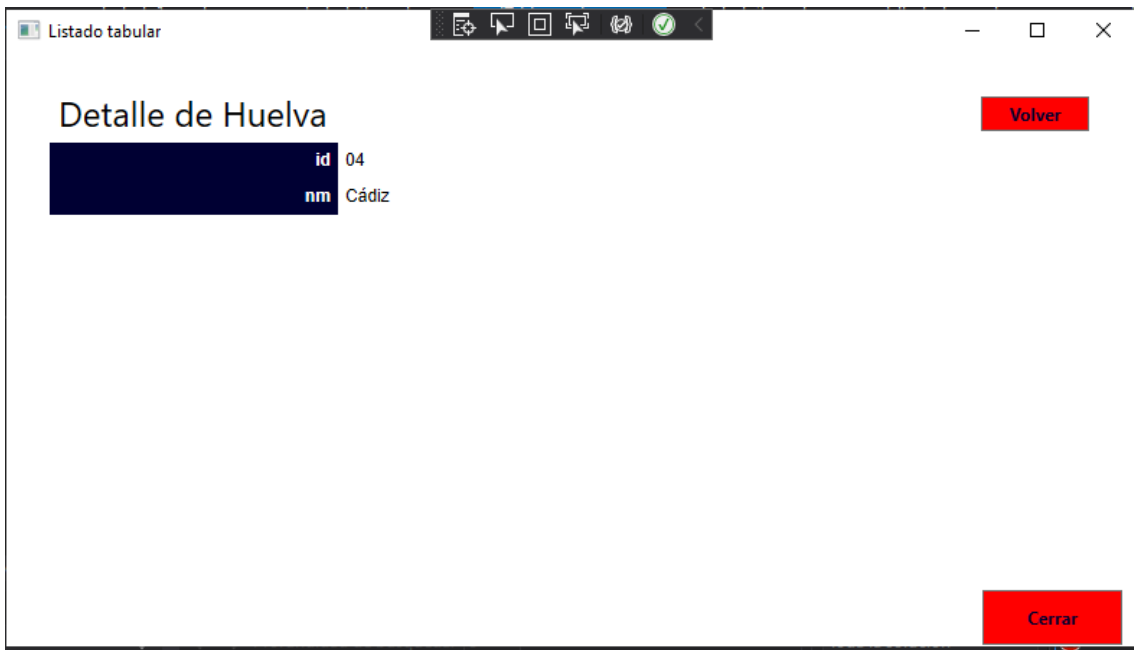 Listado tabular
Detalle de Huelva
Volver
id 04
nm Cádiz
Cerrar